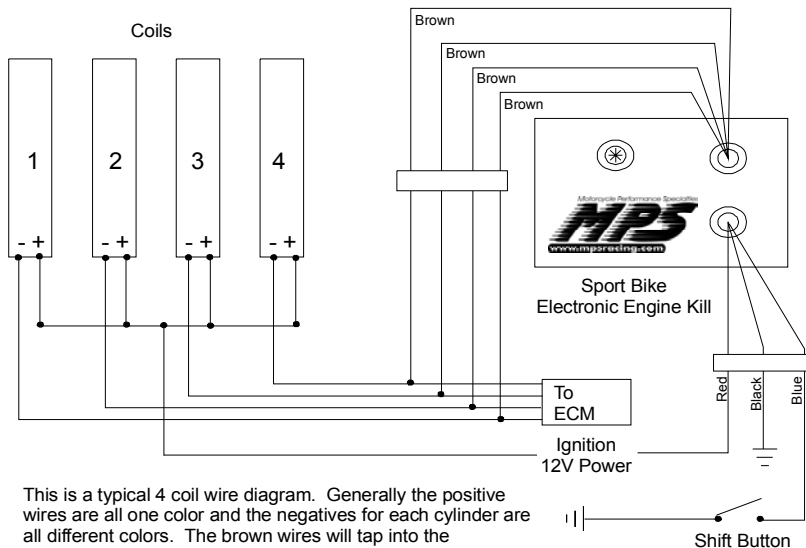 Coils
1
2
3
4
- +
- +
- +
- +
Brown
Brown
Brown
Brown
Motorcycle Performance Specialties
MPS
www.mpsracing.com
Sport Bike
Electronic Engine Kill
To
ECM
Ignition
12V Power
Red
Black
Blue
Shift Button
This is a typical 4 coil wire diagram. Generally the positive
wires are all one color and the negatives for each cylinder are
all different colors. The brown wires will tap into the